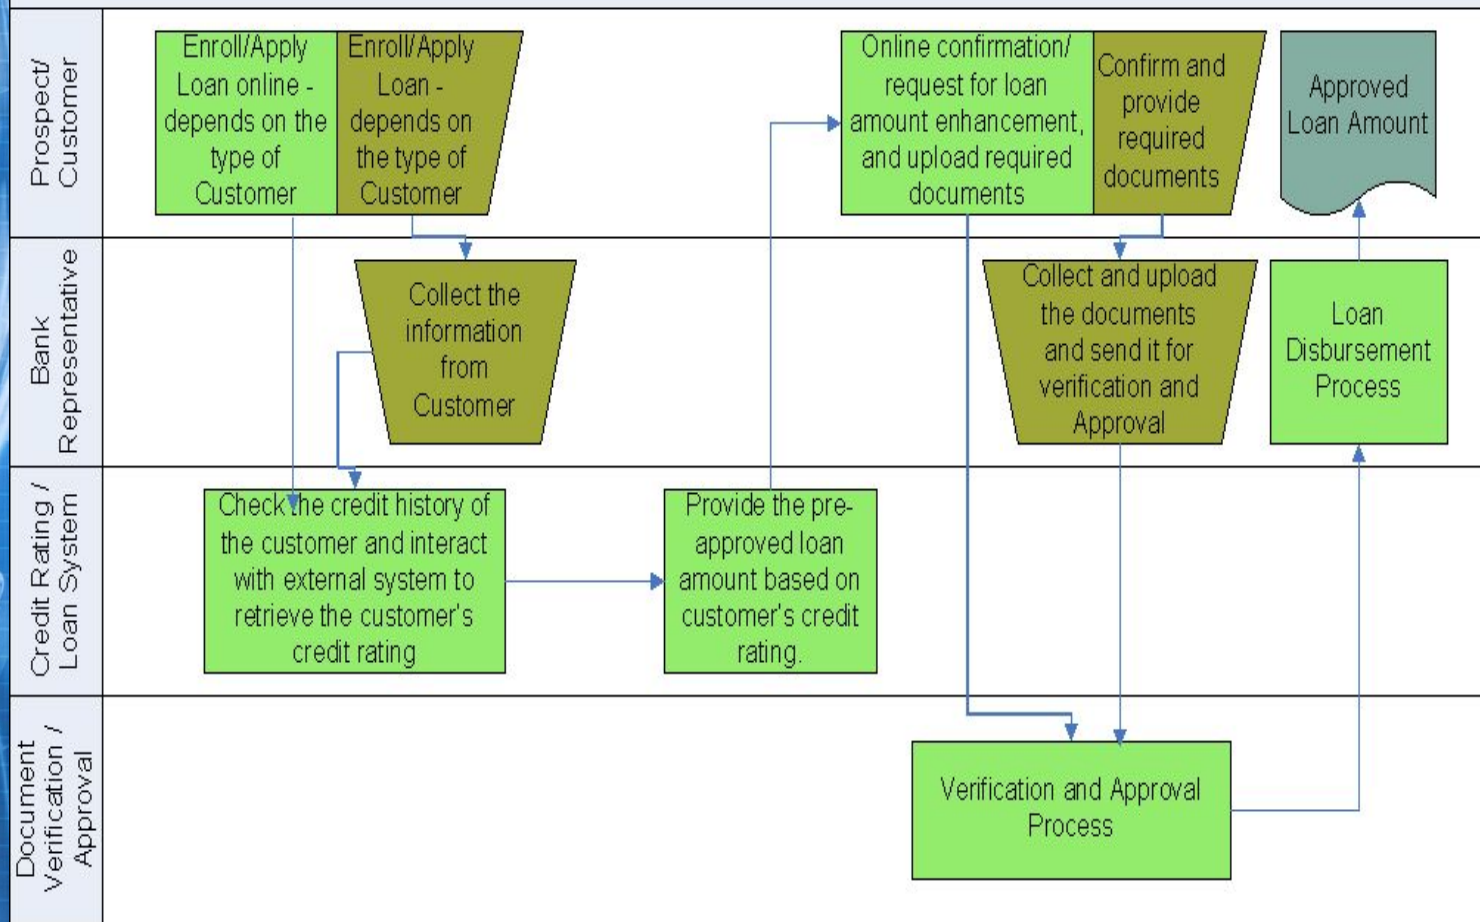 Prospect/
Customer
Enroll/Apply
Loan online -
depends on the
type of
Customer
Enroll/Apply
Loan -
depends on
the type of
Customer
Online confirmation/
request for loan
amount enhancement,
and upload required
documents
Confirm and
provide
required
documents
Approved
Loan Amount
Bank
Representative
Collect the
information
from
Customer
Collect and upload
the documents
and send it for
verification and
Approval
Loan
Disbursement
Process
Credit Rating /
Loan System
Check the credit history of
the customer and interact
with external system to
retrieve the customer's
credit rating
Provide the pre-
approved loan
amount based on
customer's credit
rating.
Document
Verification /
Approval
Verification and Approval
Process